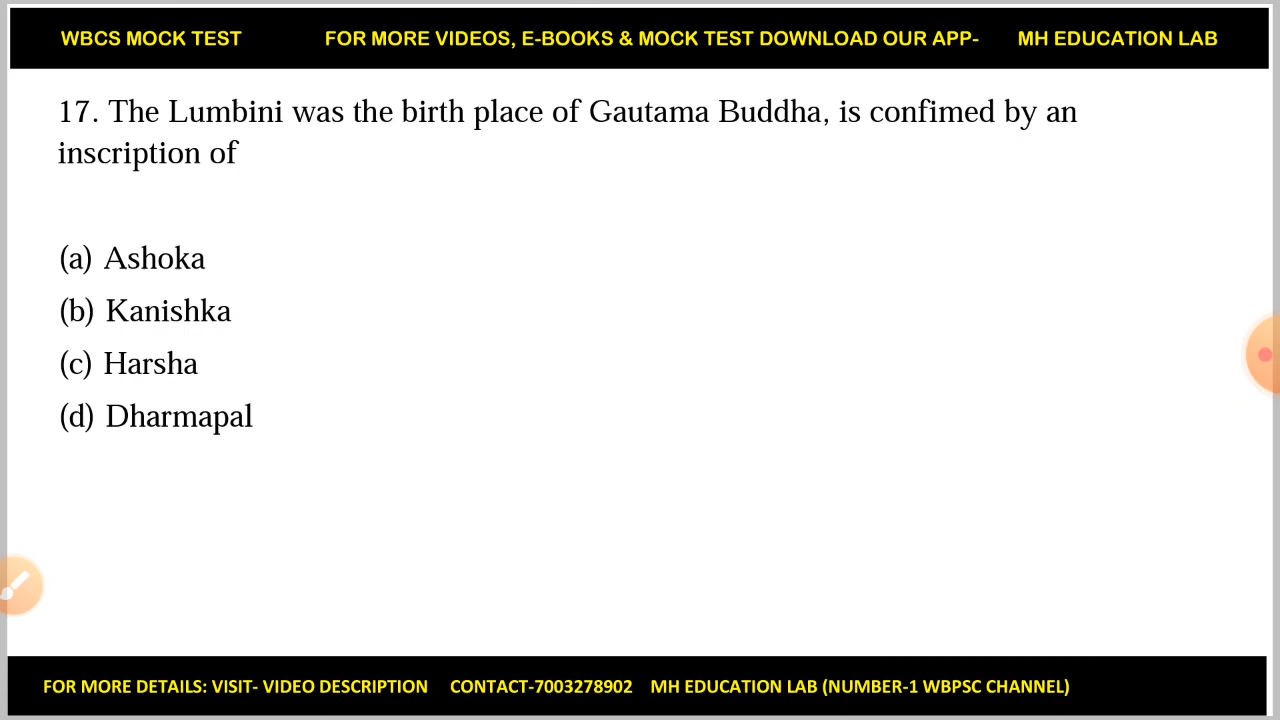 WBCS MOCK TEST FOR MORE VIDEOS, E-BOOKS & MOCK TEST DOWNLOAD OUR APP- MH EDUCATION LAB
17. The Lumbini was the birth place of Gautama Buddha, is confimed by an
inscription of
(a) Ashoka
(b) Kanishka
(c) Harsha
(d) Dharmapal
FOR MORE DETAILS: VISIT- VIDEO DESCRIPTION CONTACT-7003278902 MH EDUCATION LAB (NUMBER-1 WBPSC CHANNEL)